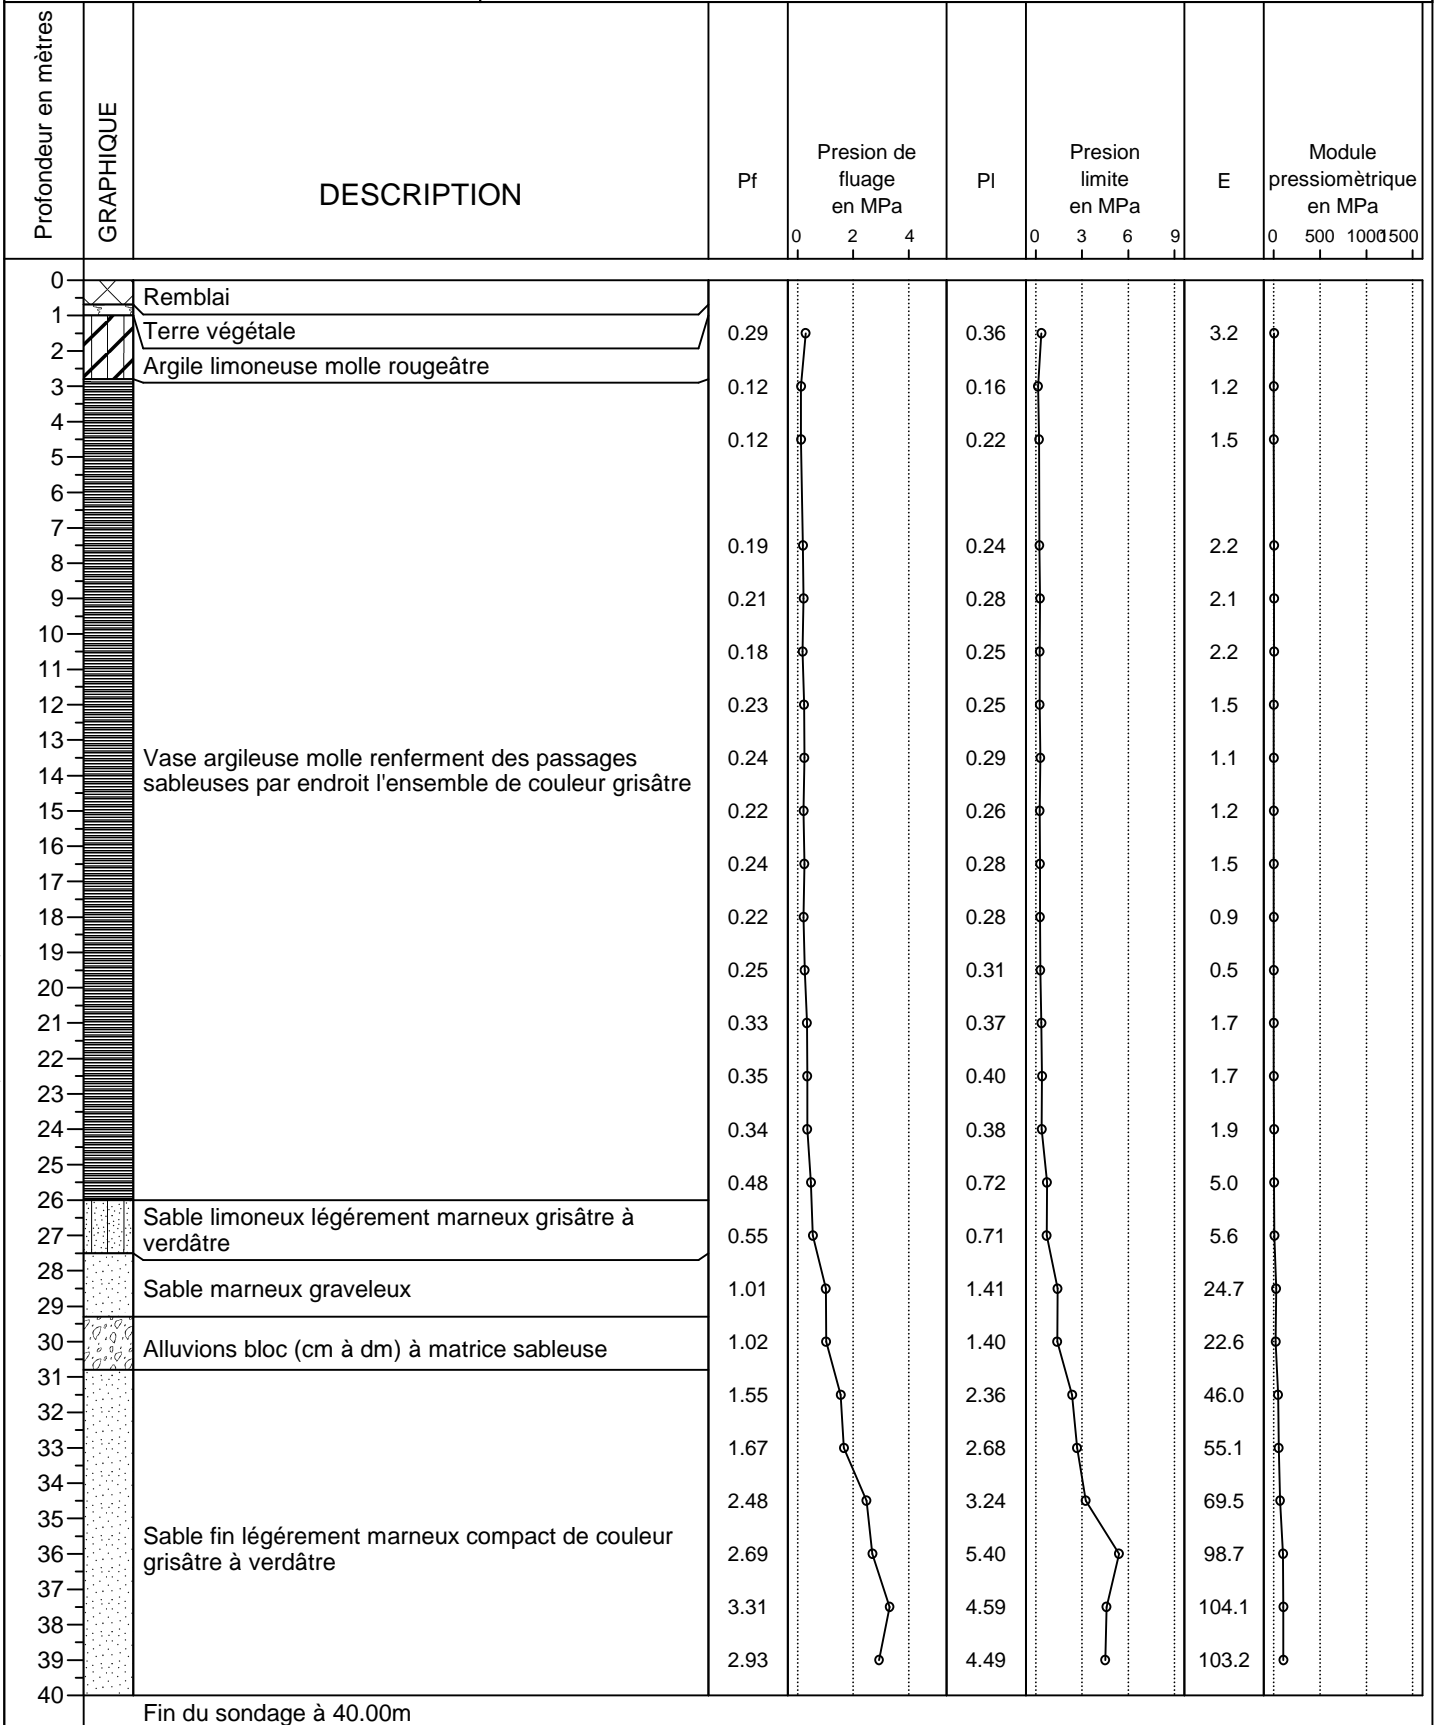 Profondeur en mètres
GRAPHIQUE
DESCRIPTION
Pf
Presion de
fluage
en MPa
0 2 4
Pl
Presion
limite
en MPa
0 3 6 9
E
Module
pressiomètrique
en MPa
0 500 1000 1500
0
Remblai
1
Terre végétale 0.29 0.36 3.2
2
Argile limoneuse molle rougeâtre
3 0.12 0.16 1.2
4
0.12 0.22 1.5
5
6
7
0.19 0.24 2.2
8
9 0.21 0.28 2.1
10
0.18 0.25 2.2
11
12 0.23 0.25 1.5
13
Vase argileuse molle renferment des passages 0.24 0.29 1.1
14
sableuses par endroit l'ensemble de couleur grisâtre
15 0.22 0.26 1.2
16
0.24 0.28 1.5
17
18 0.22 0.28 0.9
19
0.25 0.31 0.5
20
21 0.33 0.37 1.7
22
0.35 0.40 1.7
23
24 0.34 0.38 1.9
25
0.48 0.72 5.0
26
Sable limoneux légérement marneux grisâtre à
27 0.55 0.71 5.6
verdâtre
28
Sable marneux graveleux 1.01 1.41 24.7
29
30 1.02 1.40 22.6
Alluvions bloc (cm à dm) à matrice sableuse
31
1.55 2.36 46.0
32
33 1.67 2.68 55.1
34
2.48 3.24 69.5
35
Sable fin légérement marneux compact de couleur
36 2.69 5.40 98.7
grisâtre à verdâtre
37
3.31 4.59 104.1
38
39 2.93 4.49 103.2
40
Fin du sondage à 40.00m